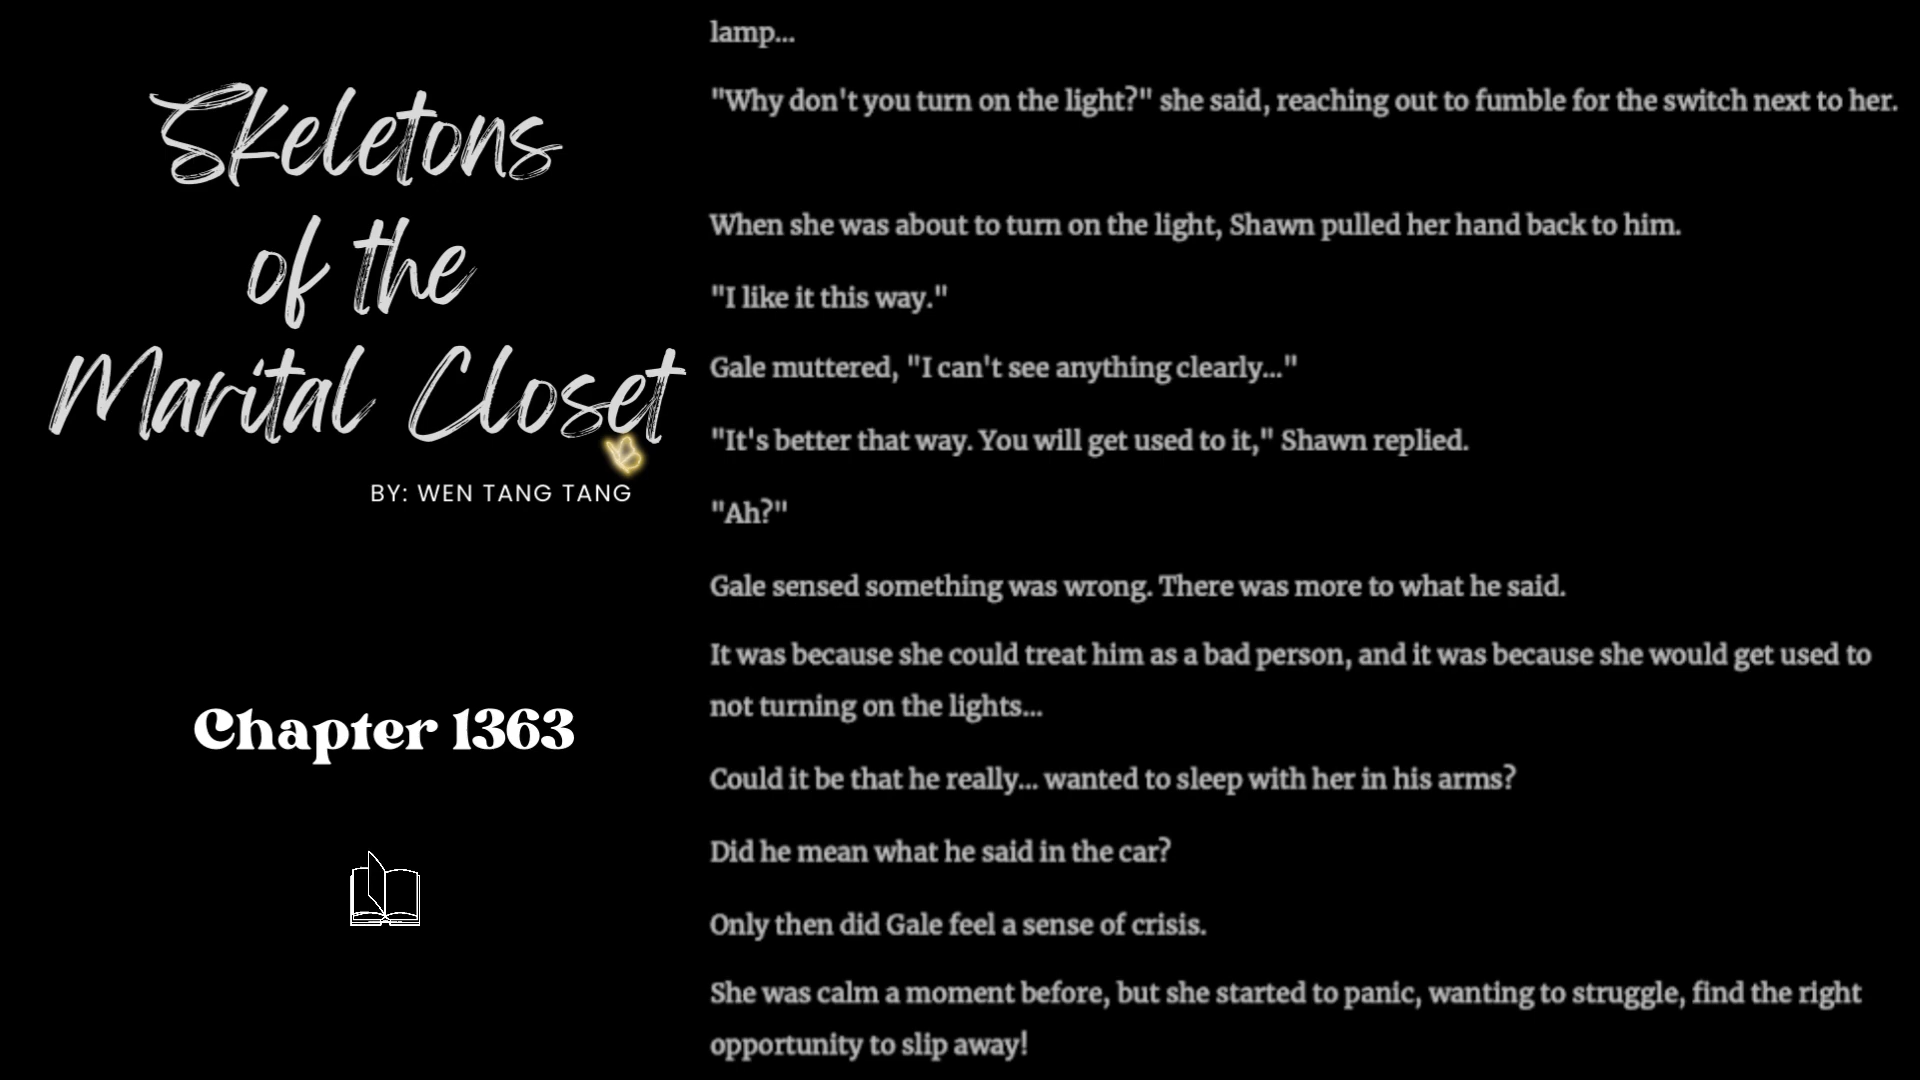 Skeletons
of the
Marital Closet
BY: WEN TANG TANG
Chapter 1363
lamp...
"Why don't you turn on the light?" she said, reaching out to fumble for the switch next to her.
When she was about to turn on the light, Shawn pulled her hand back to him.
"I like it this way."
Gale muttered, "I can't see anything clearly..."
"It's better that way. You will get used to it," Shawn replied.
"Ah?"
Gale sensed something was wrong. There was more to what he said.
It was because she could treat him as a bad person, and it was because she would get used to
not turning on the lights...
Could it be that he really... wanted to sleep with her in his arms?
Did he mean what he said in the car?
Only then did Gale feel a sense of crisis.
She was calm a moment before, but she started to panic, wanting to struggle, find the right
opportunity to slip away!